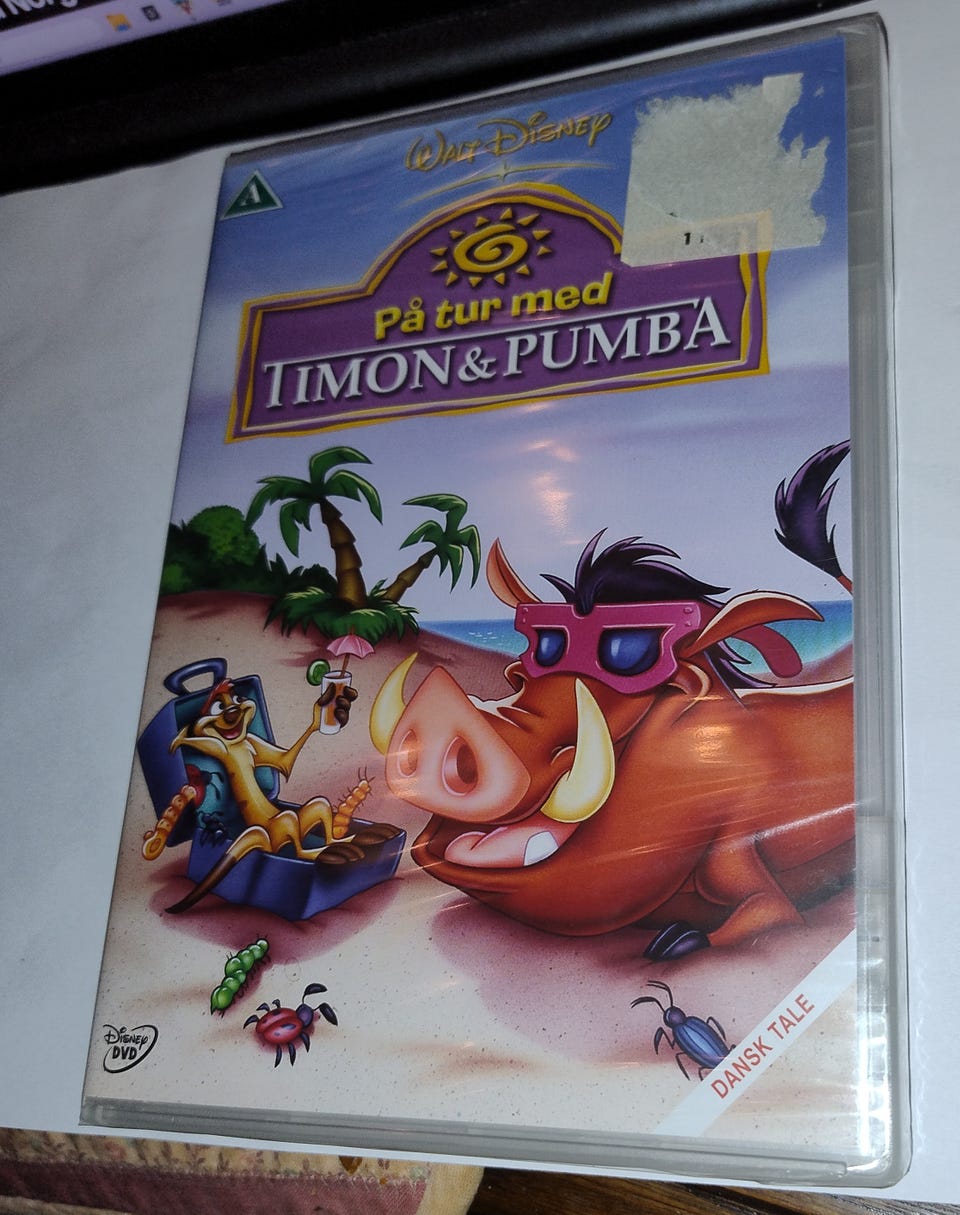 WALT DISNEY
A
På tur med
TIMON & PUMBA
DISNEY
DVD
DANSK TALE